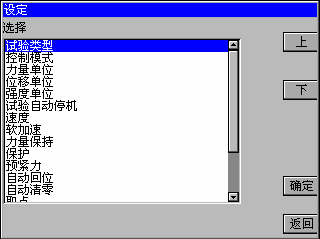 设定
选择
试验类型
控制模式
力量单位
位移单位
强度单位
试验自动停机
速度
软加速
力量保持
保护
预紧力
自动回位
自动清零
取点
上
下
确定
返回